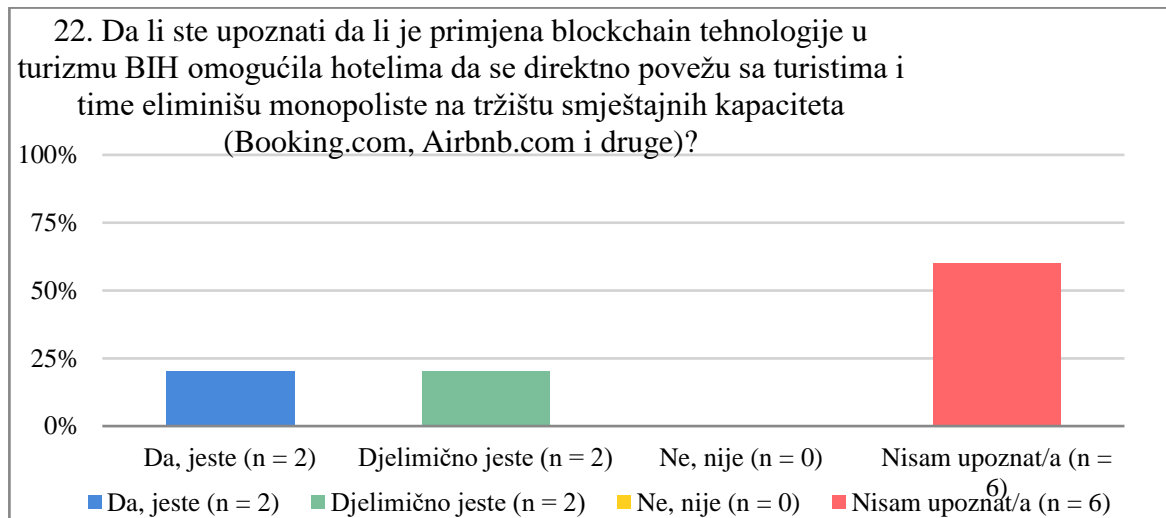 22. Da li ste upoznati da li je primjena blockchain tehnologije u
turizmu BIH omogućila hotelima da se direktno povežu sa turistima i
time eliminišu monopoliste na tržištu smještajnih kapaciteta
(Booking.com, Airbnb.com i druge)?
100%
75%
50%
25%
0%
Da, jeste (n = 2) Djelimično jeste (n = 2) Ne, nije (n = 0) Nisam upoznat/a (n =
6)
Da, jeste (n = 2) Djelimično jeste (n = 2) Ne, nije (n = 0) Nisam upoznat/a (n = 6)